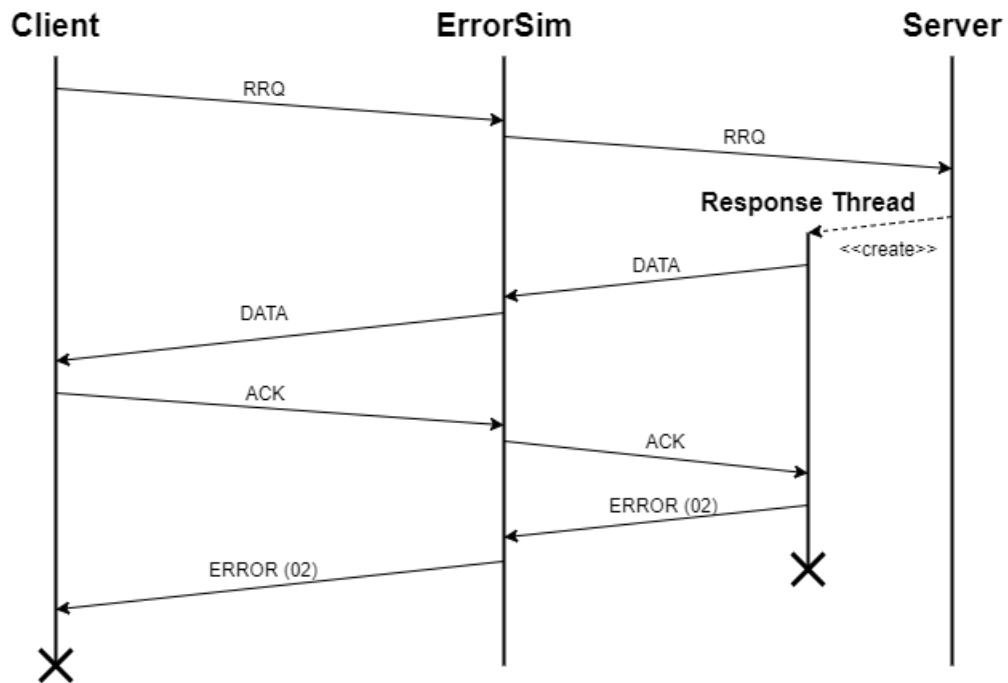 Client
ErrorSim
Server
RRQ
RRQ
Response Thread
<<create>>
DATA
DATA
ACK
ACK
ERROR (02)
ERROR (02)